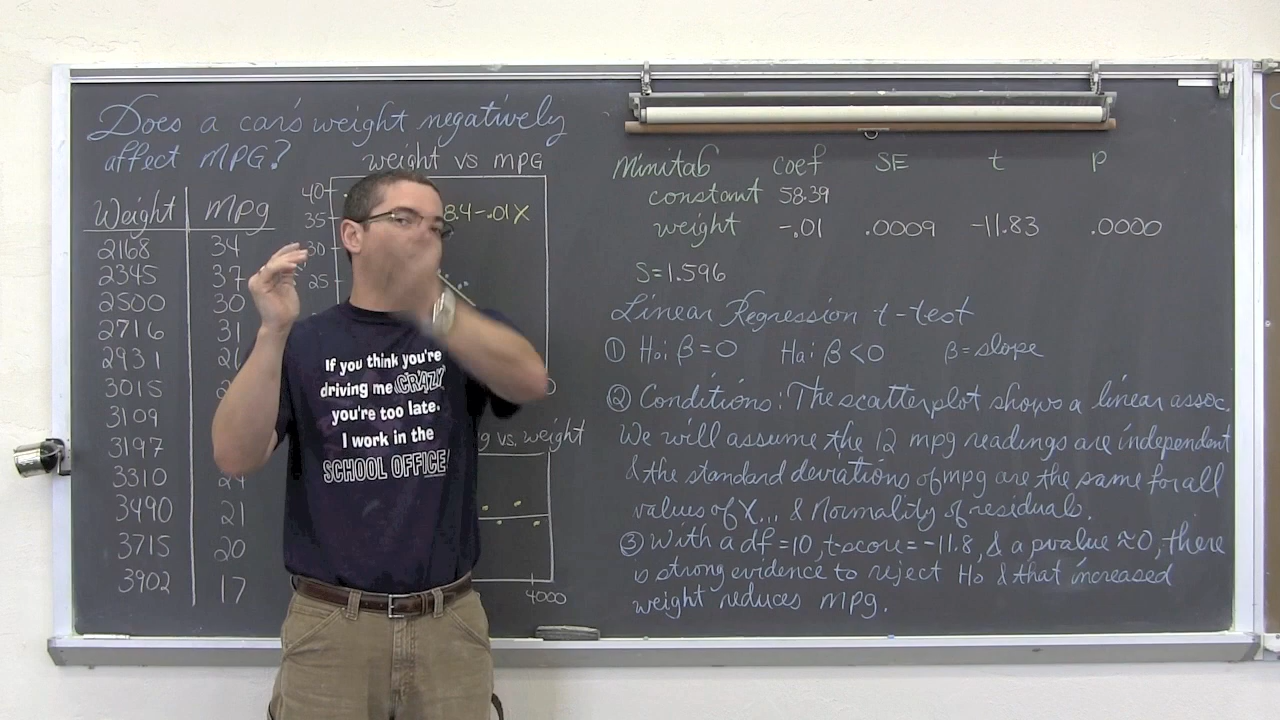 Does a car's weight negatively
affect MPG?
Weight MPg
2168 34
2345 37
2500 30
2716 31
2931
3015
3109
3197
3310
3490 21
3715 20
3902 17
weight vs MPG
40
35
30
25
8.4-.01X
vs. weight
4000
If you think you're
driving me CRAZY
you're too late.
I work in the
SCHOOL OFFICE!
Minitab coef SE t P
constant 58.39
weight -.01 .0009 -11.83 .0000
S=1.596
Linear Regression t-test
① Ho: β=0 Ha: β<0 β=slope
② Conditions: The scatterplot shows a linear assoc.
We will assume the 12 mpg readings are independent
& the standard deviations of mpg are the same for all
values of X... & Normality of residuals.
③ With a df=10, t-score=-11.8, & a pvalue≈0, there
is strong evidence to reject Ho & that increased
weight reduces mpg.